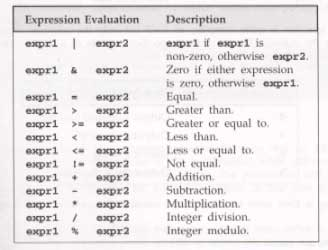 Expression Evaluation Description
expr1 | expr2 expr1 if expr1 is
non-zero, otherwise expr2.
expr1 & expr2 Zero if either expression
is zero, otherwise expr1.
expr1 = expr2 Equal.
expr1 > expr2 Greater than.
expr1 >= expr2 Greater or equal to.
expr1 < expr2 Less than.
expr1 <= expr2 Less or equal to.
expr1 != expr2 Not equal.
expr1 + expr2 Addition.
expr1 - expr2 Subtraction.
expr1 * expr2 Multiplication.
expr1 / expr2 Integer division.
expr1 % expr2 Integer modulo.